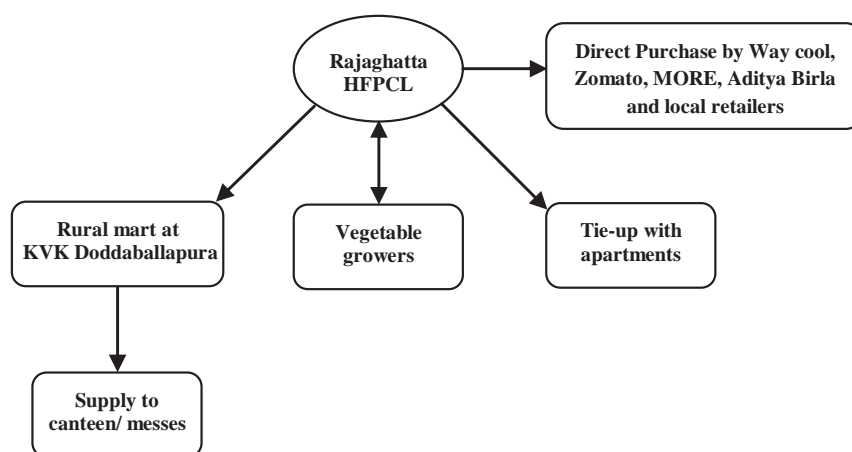 Rajaghatta
HFPCL
Direct Purchase by Way cool,
Zomato, MORE, Aditya Birla
and local retailers
Rural mart at
KVK Doddaballapura
Vegetable
growers
Tie-up with
apartments
Supply to
canteen/ messes